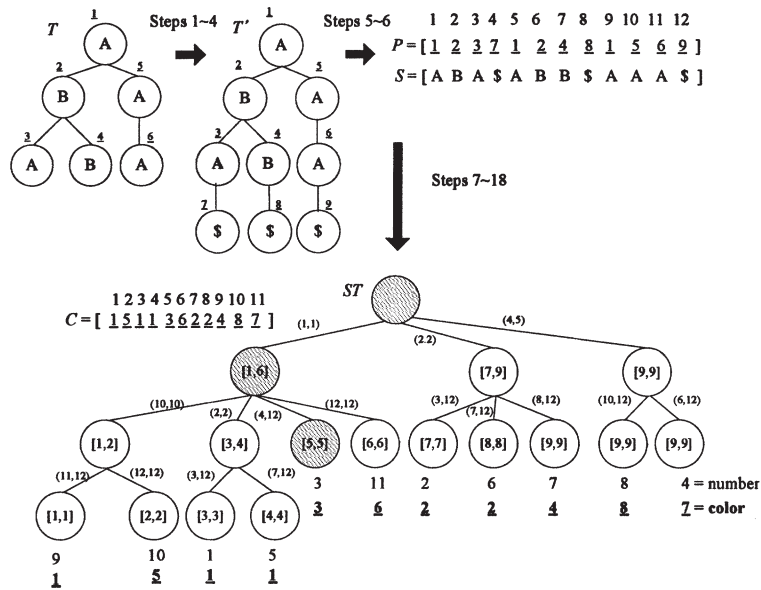 T
1
A
2
5
B
A
3
4
6
A
B
A
Steps 1~4
T'
1
A
2
5
B
A
3
4
6
A
B
A
7
8
9
$
$
$
Steps 5~6
1 2 3 4 5 6 7 8 9 10 11 12
P = [ 1 2 3 7 1 2 4 8 1 5 6 9 ]
S = [ A B A $ A B B $ A A A $ ]
Steps 7~18
1 2 3 4 5 6 7 8 9 10 11
C = [ 1 5 1 1 3 6 2 2 4 8 7 ]
ST
(1,1)
(2.2)
(4,5)
[1,6]
[7,9]
[9,9]
(10,10)
(2,2)
(4,12)
(12,12)
(3,12)
(7,12)
(8,12)
(10,12)
(6,12)
[1,2]
[3,4]
[5,5]
[6,6]
[7,7]
[8,8]
[9,9]
[9,9]
[9,9]
(11,12)
(12,12)
(3,12)
(7,12)
3 11 2 6 7 8 4 = number
3 6 2 2 4 8 7 = color
[1,1]
[2,2]
[3,3]
[4,4]
9 10 1 5
1 5 1 1